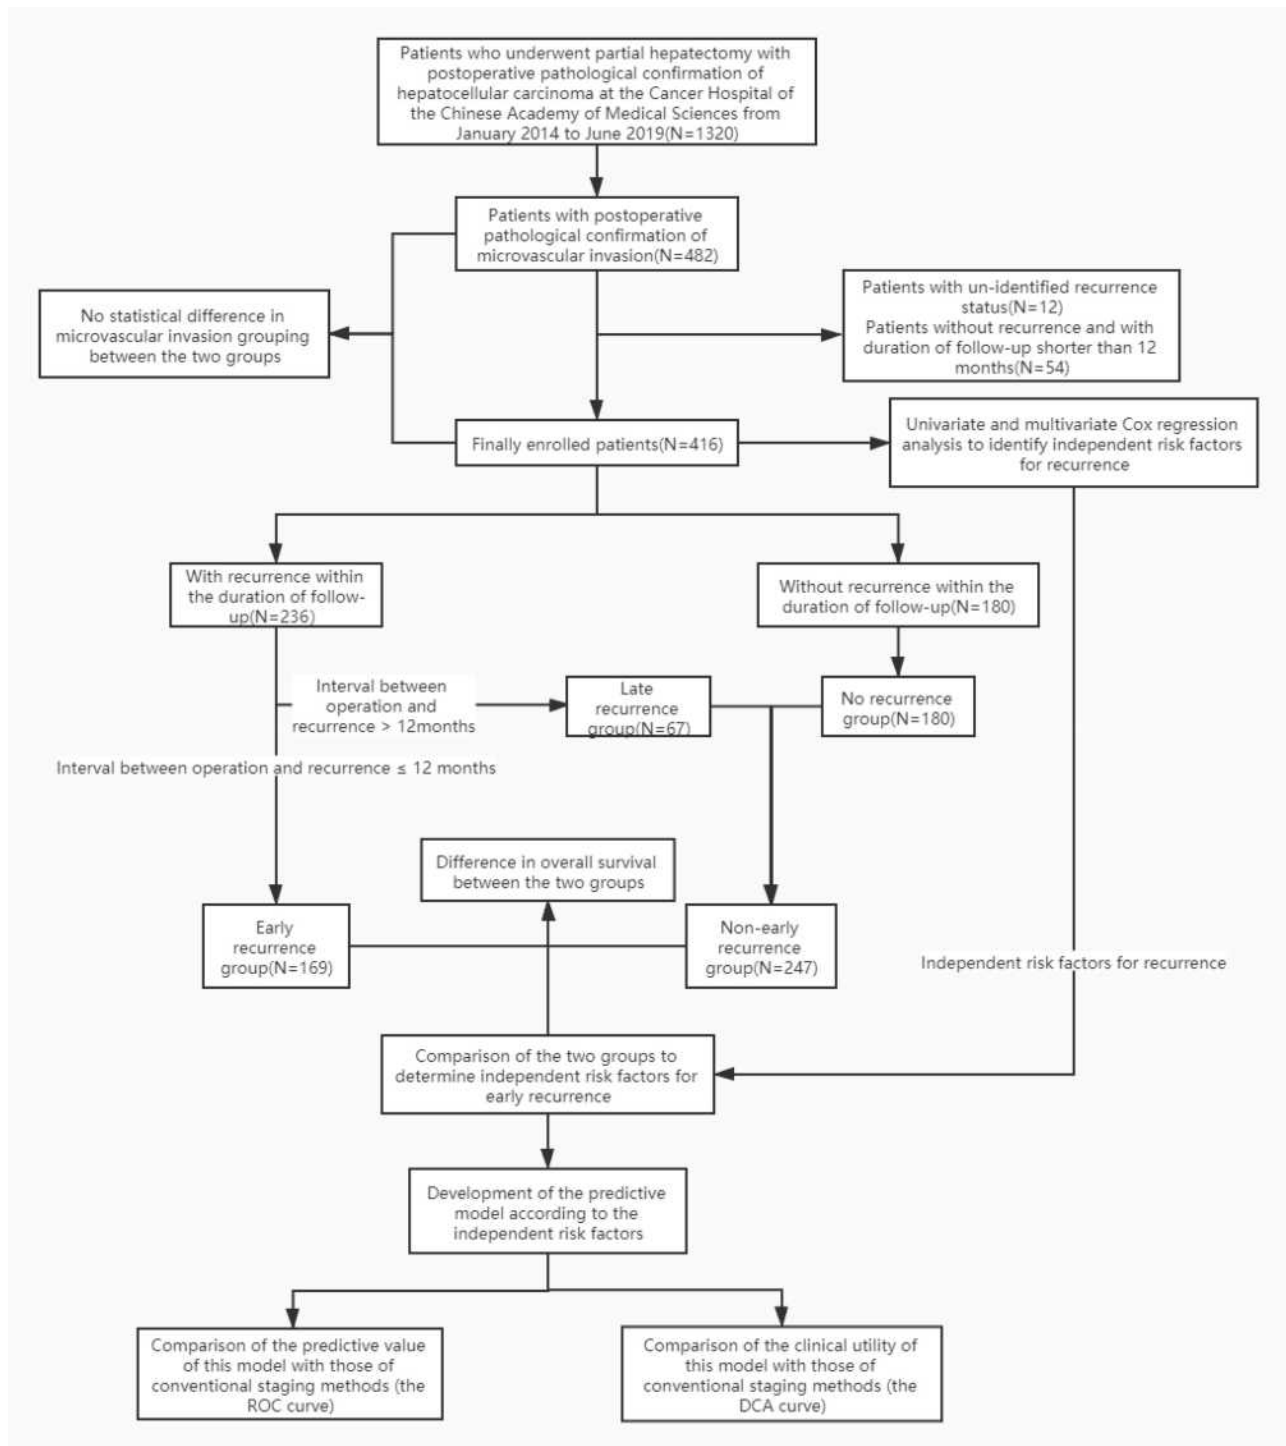 Patients who underwent partial hepatectomy with
postoperative pathological confirmation of
hepatocellular carcinoma at the Cancer Hospital of
the Chinese Academy of Medical Sciences from
January 2014 to June 2019(N=1320)
Patients with postoperative
pathological confirmation of
microvascular invasion(N=482)
No statistical difference in
microvascular invasion grouping
between the two groups
Patients with un-identified recurrence
status(N=12)
Patients without recurrence and with
duration of follow-up shorter than 12
months(N=54)
Finally enrolled patients(N=416)
Univariate and multivariate Cox regression
analysis to identify independent risk factors
for recurrence
With recurrence within
the duration of follow-
up(N=236)
Without recurrence within the
duration of follow-up(N=180)
Interval between
operation and
recurrence > 12months
Late
recurrence
group(N=67)
No recurrence
group(N=180)
Interval between operation and recurrence ≤ 12 months
Difference in overall survival
between the two groups
Early
recurrence
group(N=169)
Non-early
recurrence
group(N=247)
Independent risk factors for recurrence
Comparison of the two groups to
determine independent risk factors for
early recurrence
Development of the predictive
model according to the
independent risk factors
Comparison of the predictive value
of this model with those of
conventional staging methods (the
ROC curve)
Comparison of the clinical utility of
this model with those of
conventional staging methods (the
DCA curve)